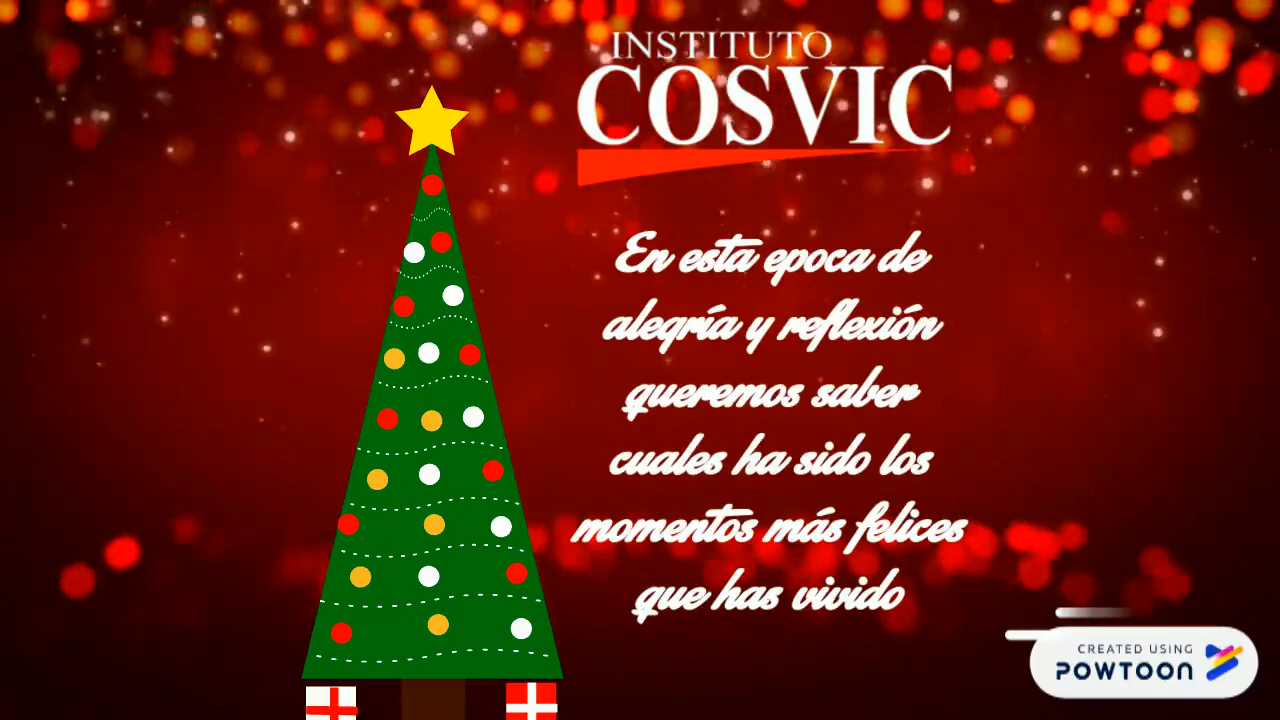 INSTITUTO
COSVIC
En esta epoca de
alegría y reflexión
queremos saber
cuales ha sido los
momentos más felices
que has vivido
CREATED USING
POWTOON